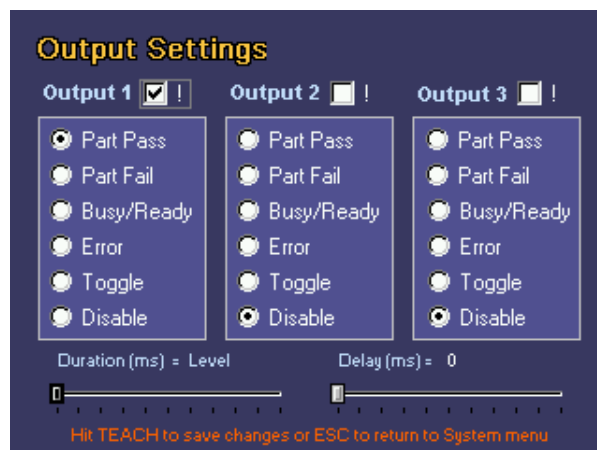 Output Settings
Output 1 ! Output 2 ! Output 3 !
Part Pass Part Pass Part Pass
Part Fail Part Fail Part Fail
Busy/Ready Busy/Ready Busy/Ready
Error Error Error
Toggle Toggle Toggle
Disable Disable Disable
Duration (ms) = Level Delay (ms) = 0
Hit TEACH to save changes or ESC to return to System menu